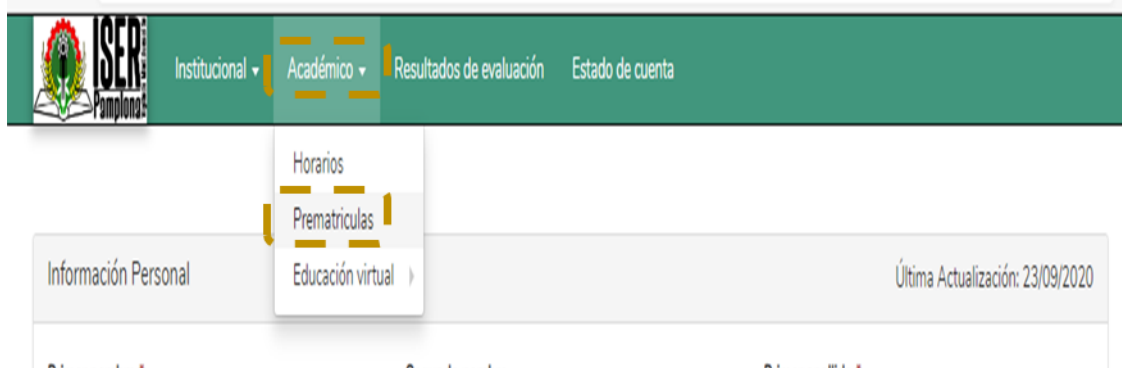 ISER
Pamplona
Institucional
Académico
Resultados de evaluación
Estado de cuenta
Horarios
Prematriculas
Educación virtual
Información Personal
Última Actualización: 23/09/2020